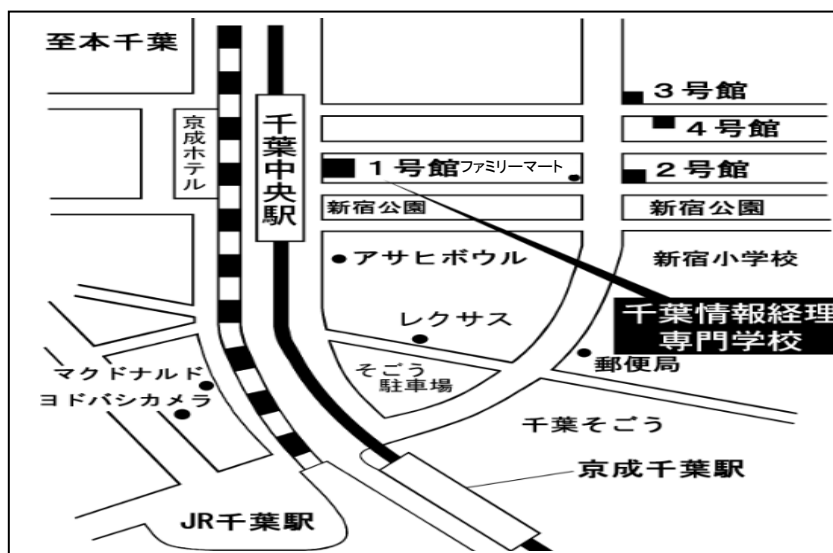 至本千葉
京成ホテル
千葉中央駅
3号館
4号館
1号館
ファミリーマート
2号館
新宿公園
新宿公園
アサヒボウル
新宿小学校
千葉情報経理
専門学校
レクサス
郵便局
そごう
駐車場
マクドナルド
ヨドバシカメラ
千葉そごう
京成千葉駅
JR千葉駅